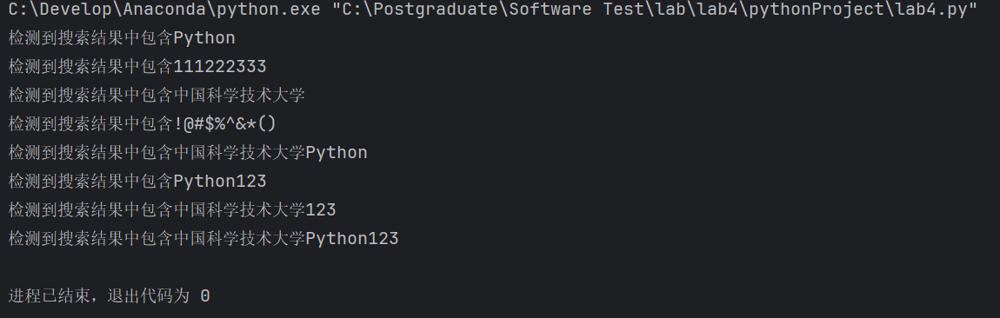 C:\Develop\Anaconda\python.exe "C:\Postgraduate\Software Test\lab\lab4\pythonProject\lab4.py"
检测到搜索结果中包含Python
检测到搜索结果中包含111222333
检测到搜索结果中包含中国科学技术大学
检测到搜索结果中包含!@#$%^&*()
检测到搜索结果中包含中国科学技术大学Python
检测到搜索结果中包含Python123
检测到搜索结果中包含中国科学技术大学123
检测到搜索结果中包含中国科学技术大学Python123
进程已结束，退出代码为 0